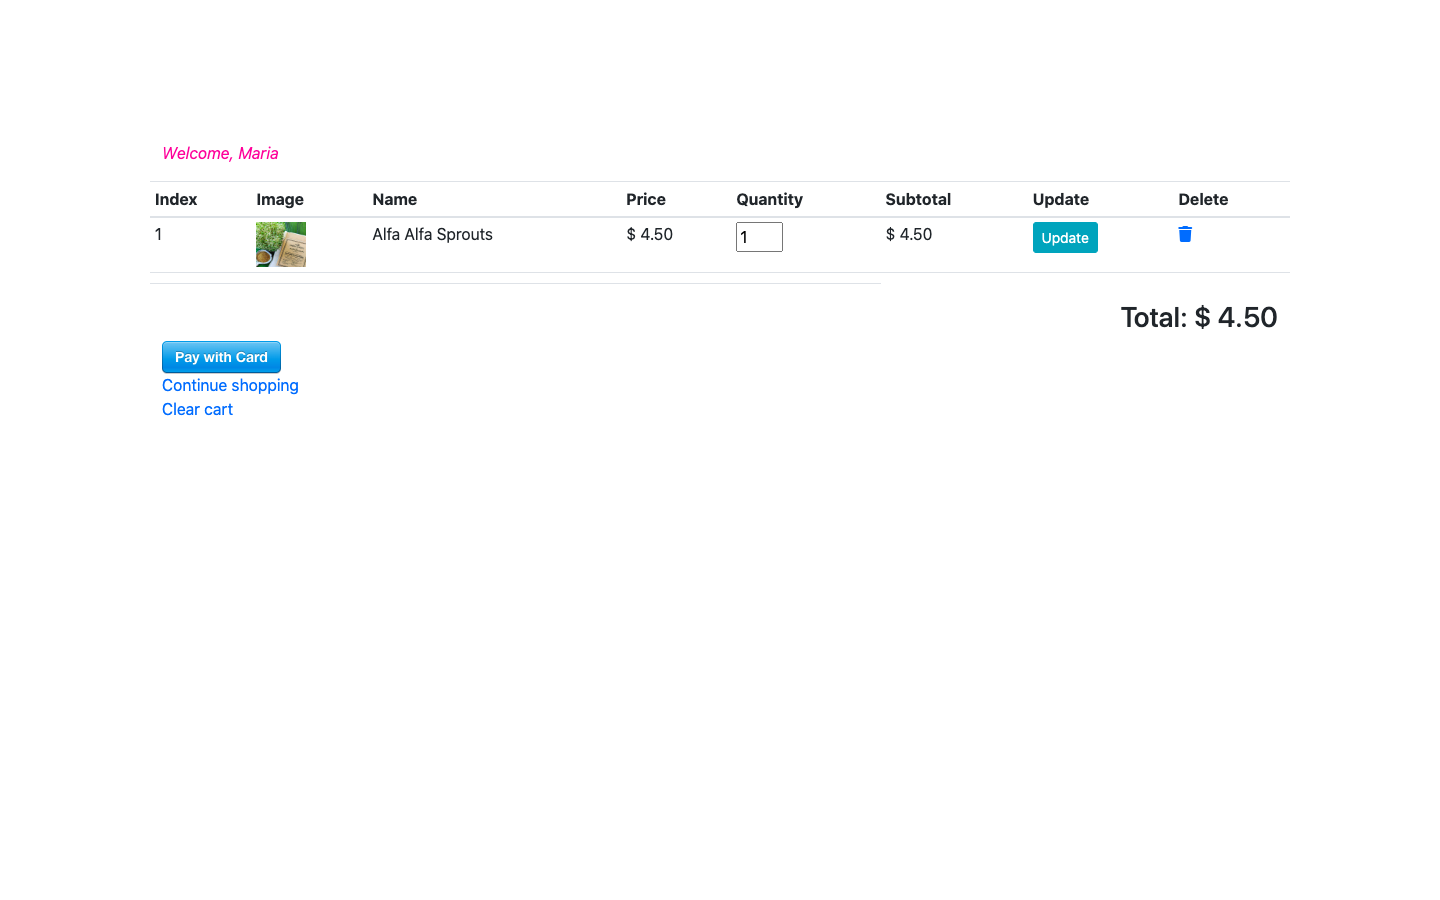 Welcome, Maria
Index Image Name Price Quantity Subtotal Update Delete
1 Alfa Alfa Sprouts $ 4.50 1 $ 4.50 Update
Total: $ 4.50
Pay with Card
Continue shopping
Clear cart